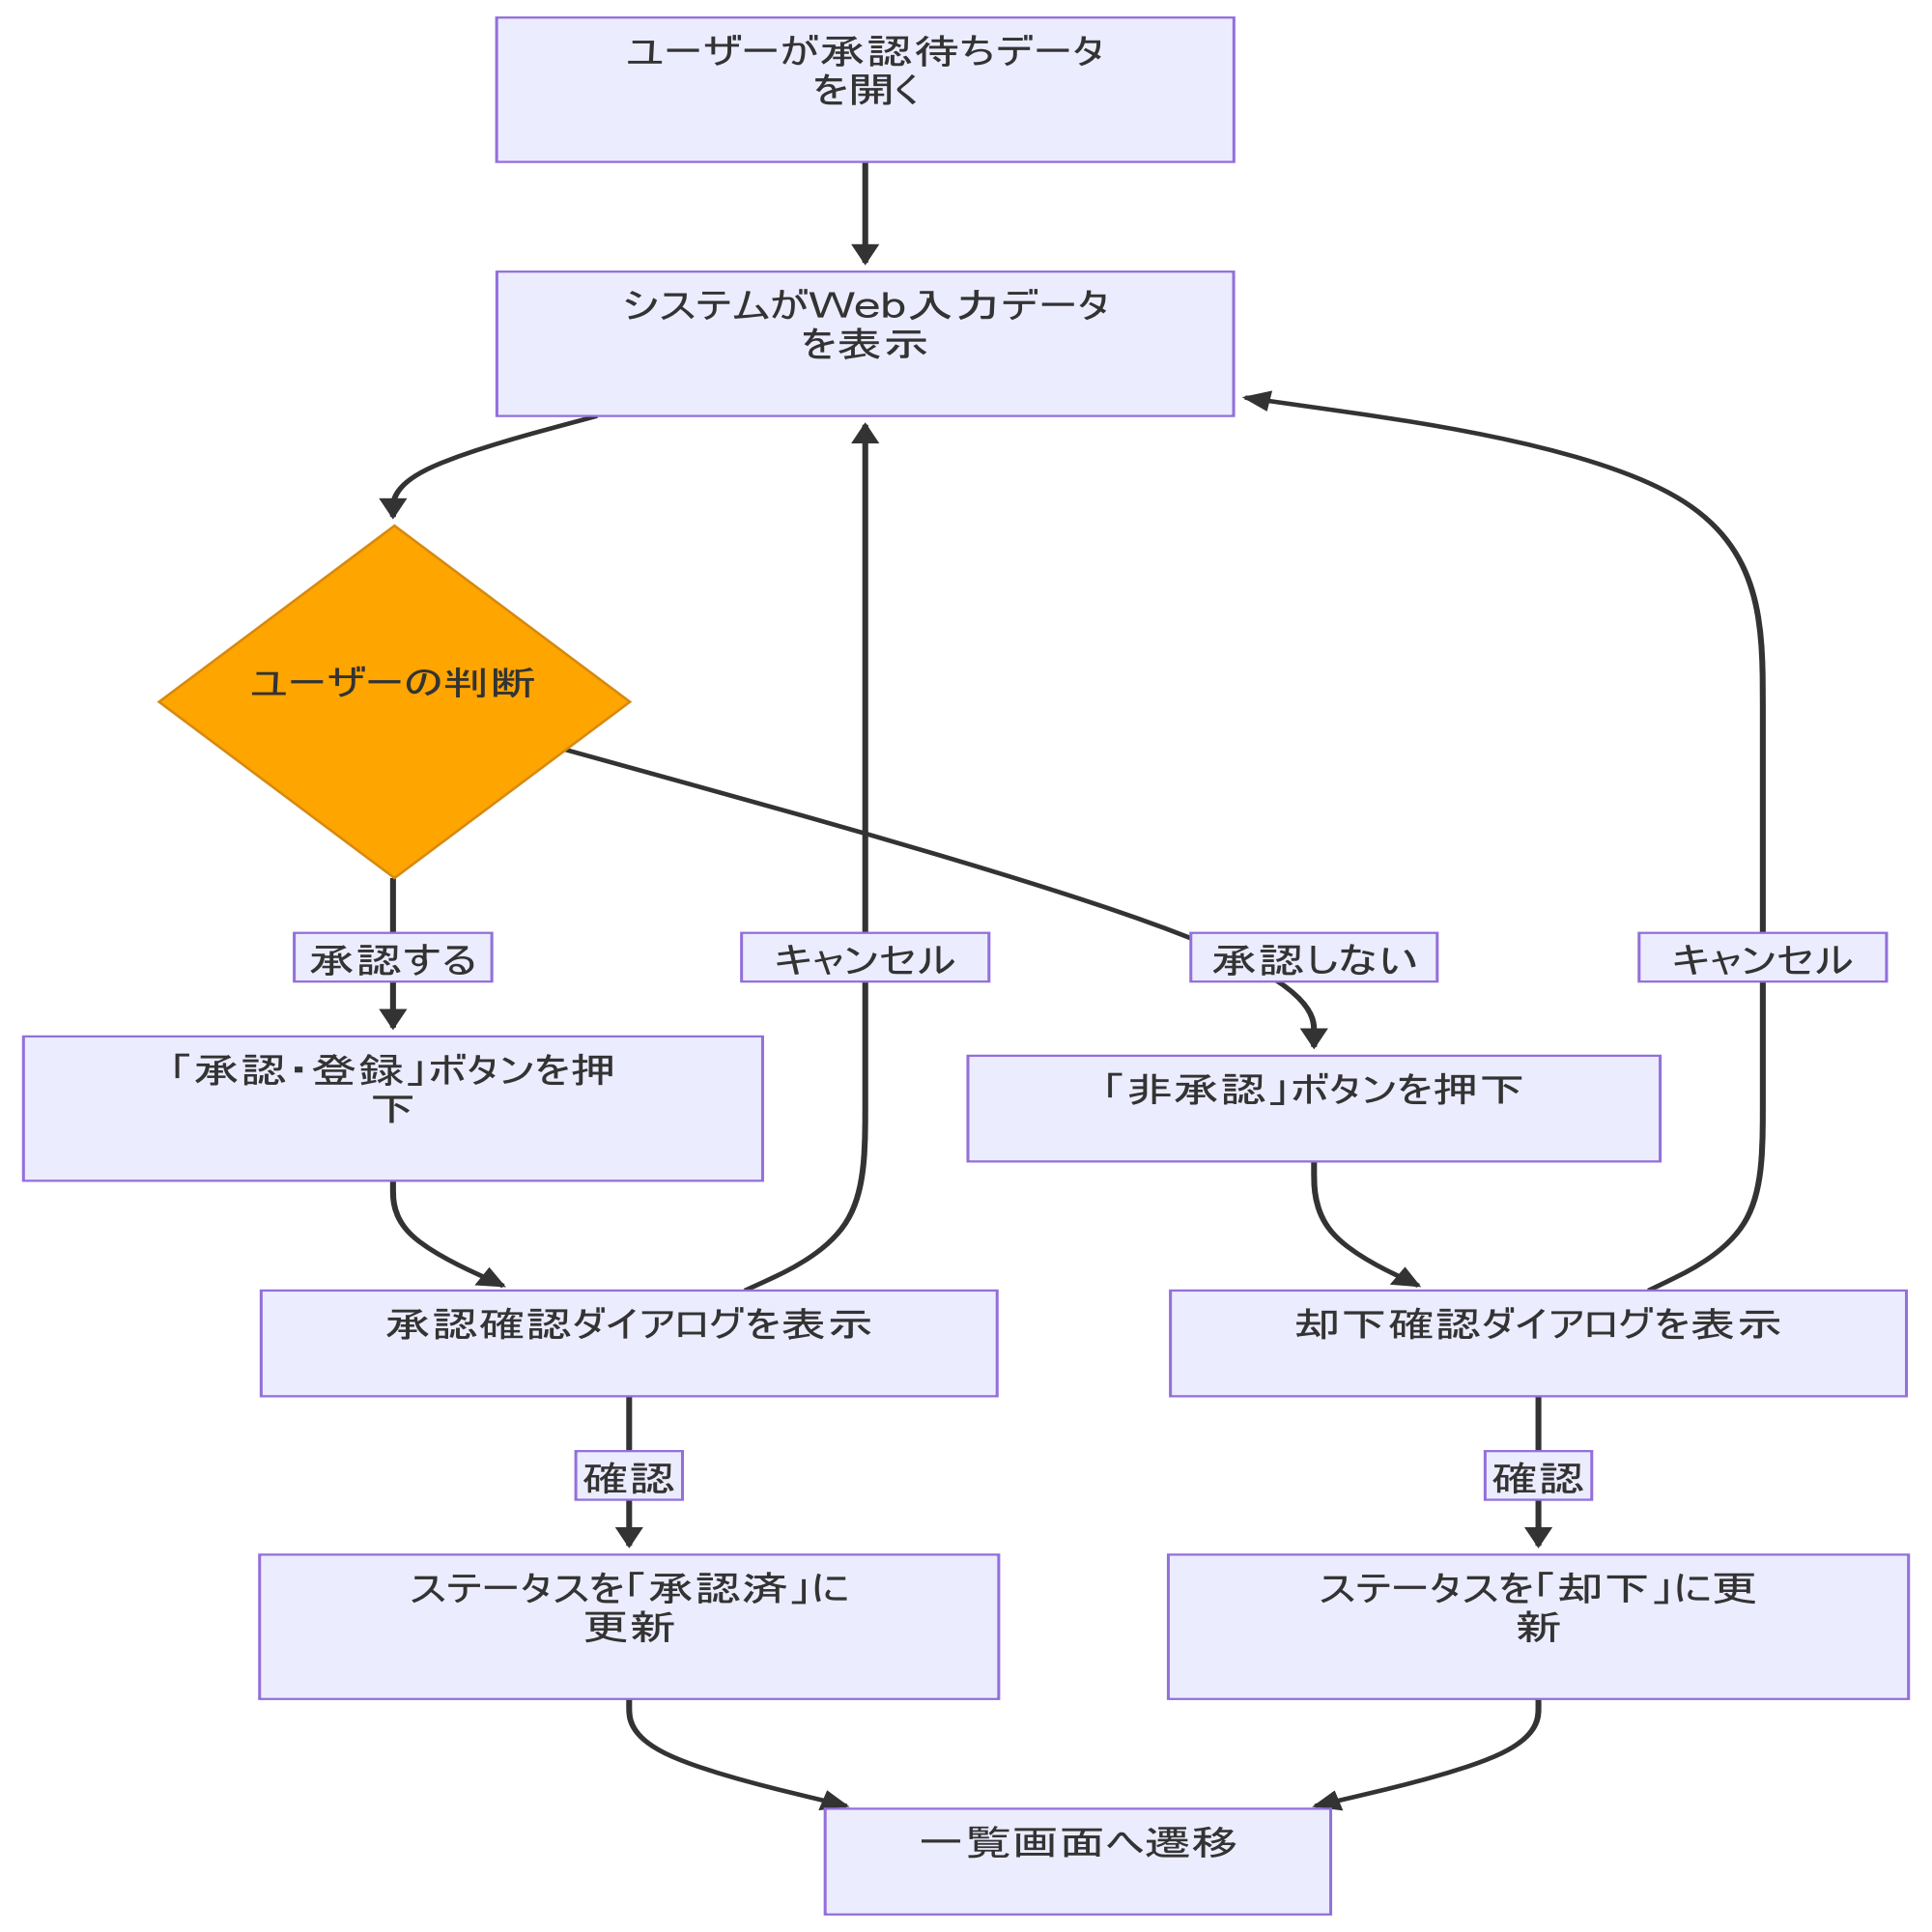 ユーザーが承認待ちデータ
を開く
システムがWeb入力データ
を表示
ユーザーの判断
承認する
キャンセル
承認しない
キャンセル
「承認・登録」ボタンを押
下
「非承認」ボタンを押下
承認確認ダイアログを表示
却下確認ダイアログを表示
確認
確認
ステータスを「承認済」に
更新
ステータスを「却下」に更
新
一覧画面へ遷移